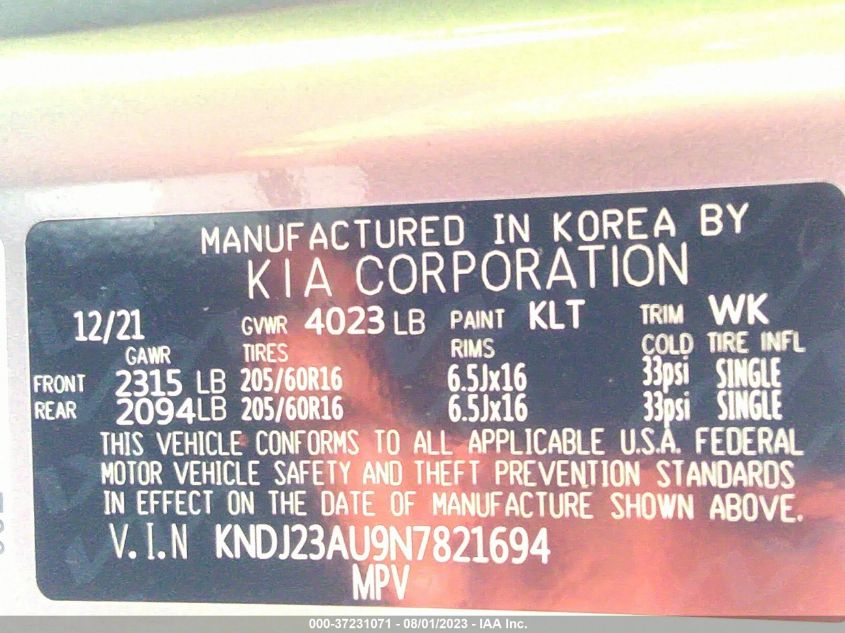 MANUFACTURED IN KOREA BY
KIA CORPORATION
12/21 GVWR 4023 LB PAINT KLT TRIM WK
GAWR TIRES RIMS COLD TIRE INFL
FRONT 2315 LB 205/60R16 6.5Jx16 33psi SINGLE
REAR 2094 LB 205/60R16 6.5Jx16 33psi SINGLE
THIS VEHICLE CONFORMS TO ALL APPLICABLE U.S.A. FEDERAL
MOTOR VEHICLE SAFETY AND THEFT PREVENTION STANDARDS
IN EFFECT ON THE DATE OF MANUFACTURE SHOWN ABOVE.
V.I.N KNDJ23AU9N7821694
MPV
000-37231071 - 08/01/2023 - IAA Inc.